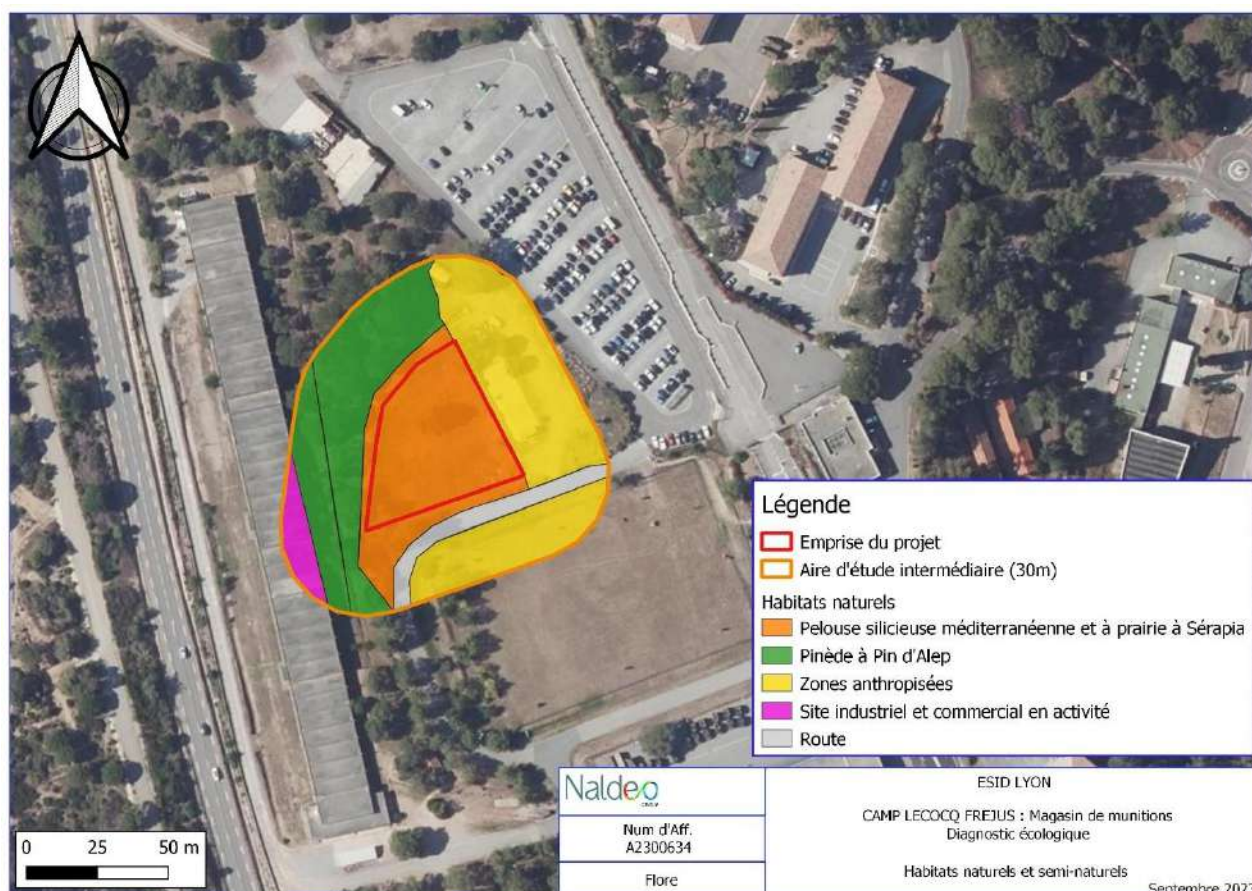 Légende
Emprise du projet
Aire d'étude intermédiaire (30m)
Habitats naturels
Pelouse silicieuse méditerranéenne et à prairie à Sérapia
Pinède à Pin d'Alep
Zones anthropisées
Site industriel et commercial en activité
Route
0 25 50 m
Naldeo
GROUP
Num d'Aff.
A2300634
Flore
ESID LYON
CAMP LECOCQ FREJUS : Magasin de munitions
Diagnostic écologique
Habitats naturels et semi-naturels
Septembre